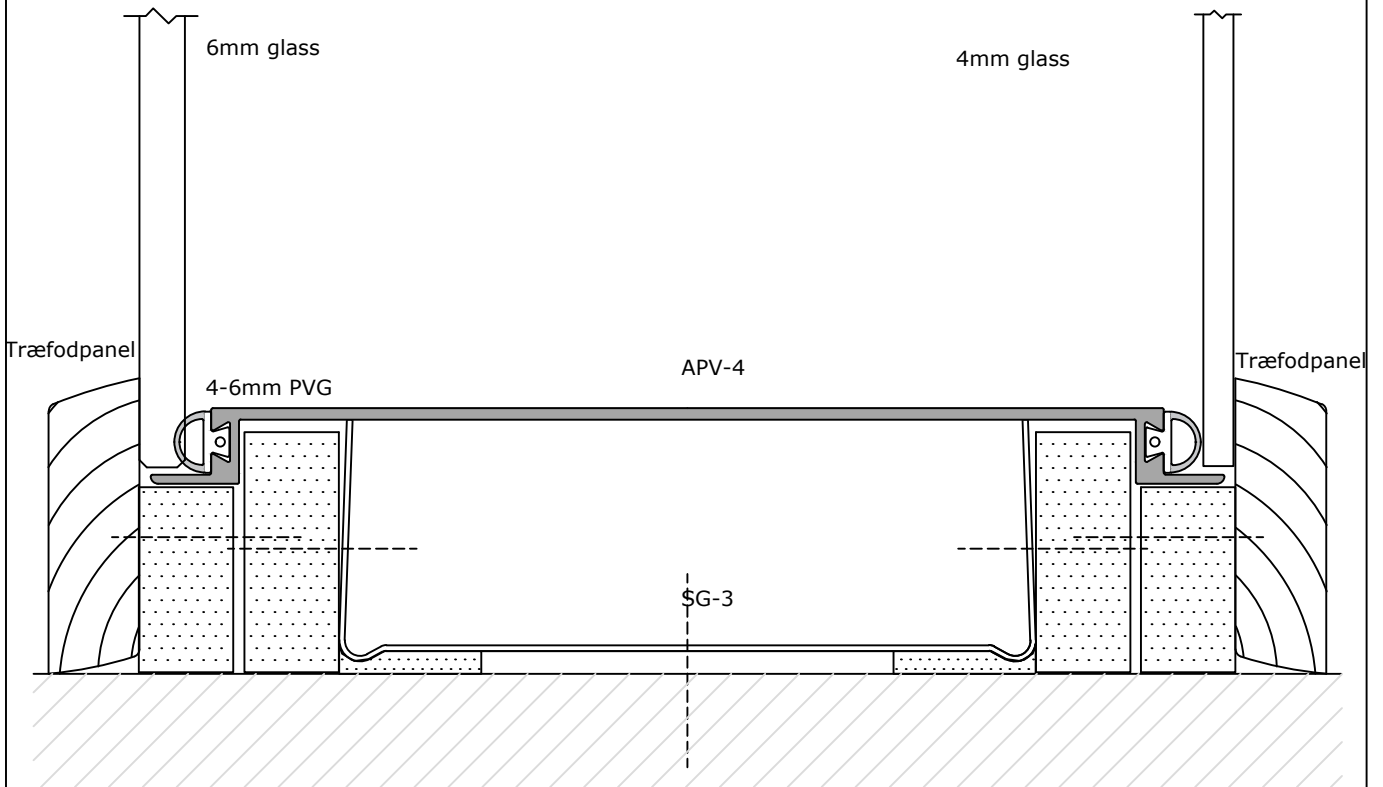 6mm glass
4mm glass
Træfodpanel
APV-4
Træfodpanel
4-6mm PVG
SG-3